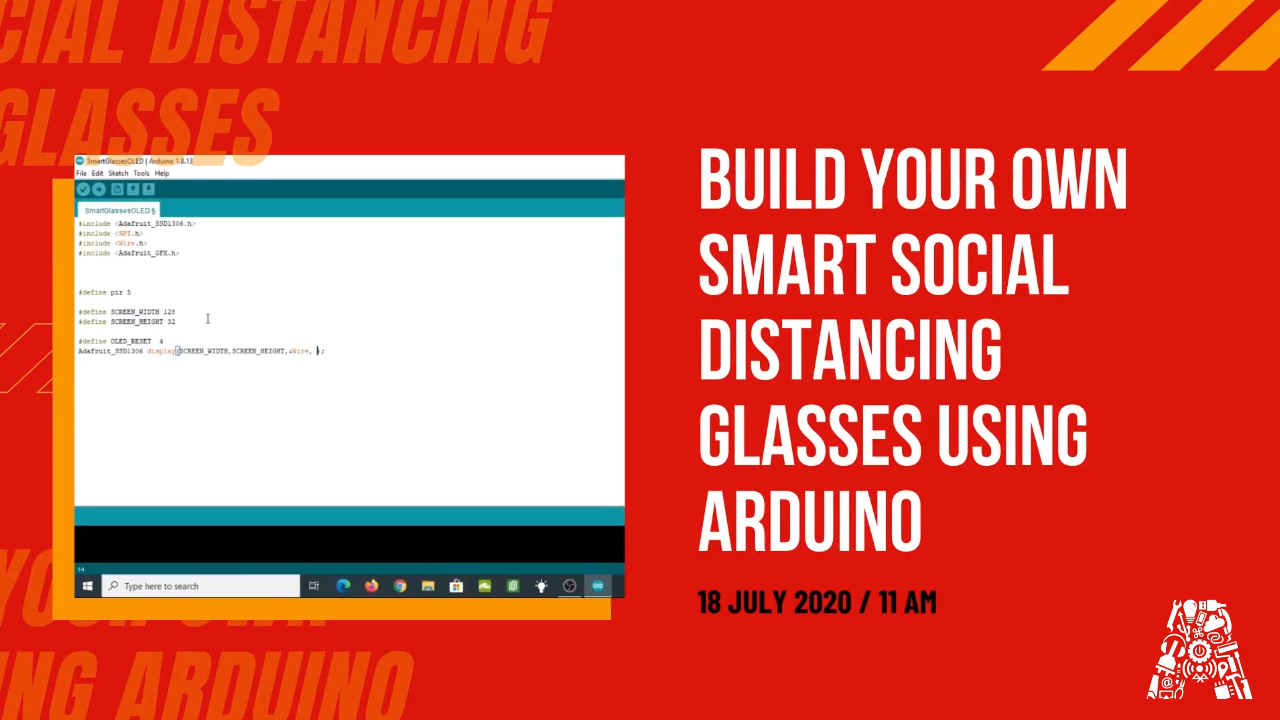 CIAL DISTANCING
GLASSES
SmartGlassesOLED | Arduino 1.8.13
File Edit Sketch Tools Help
SmartGlassesOLED §
#include <Adafruit_SSD1306.h>
#include <SPI.h>
#include <Wire.h>
#include <Adafruit_GFX.h>
#define pir 5
#define SCREEN_WIDTH 128
#define SCREEN_HEIGHT 32
#define OLED_RESET 4
Adafruit_SSD1306 display(SCREEN_WIDTH,SCREEN_HEIGHT,&Wire, );
14
Type here to search
BUILD YOUR OWN
SMART SOCIAL
DISTANCING
GLASSES USING
ARDUINO
18 JULY 2020 / 11 AM
YOUR OWN
NG ARDUINO